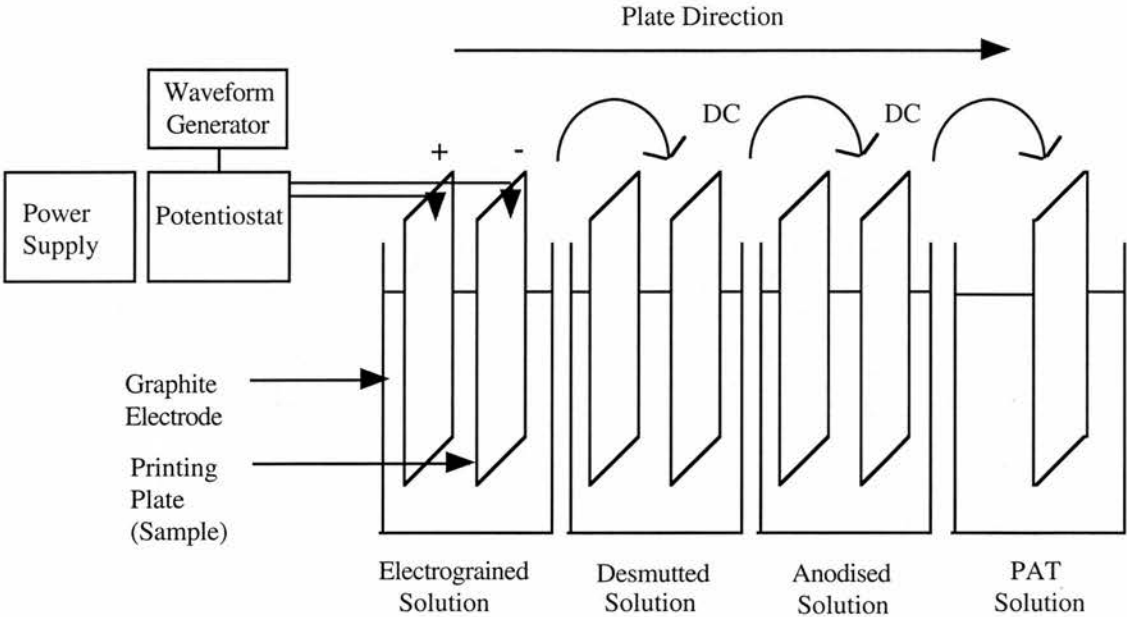 Plate Direction
Waveform
Generator
DC
DC
+
-
Power
Supply
Potentiostat
Graphite
Electrode
Printing
Plate
(Sample)
Electrograined
Solution
Desmutted
Solution
Anodised
Solution
PAT
Solution